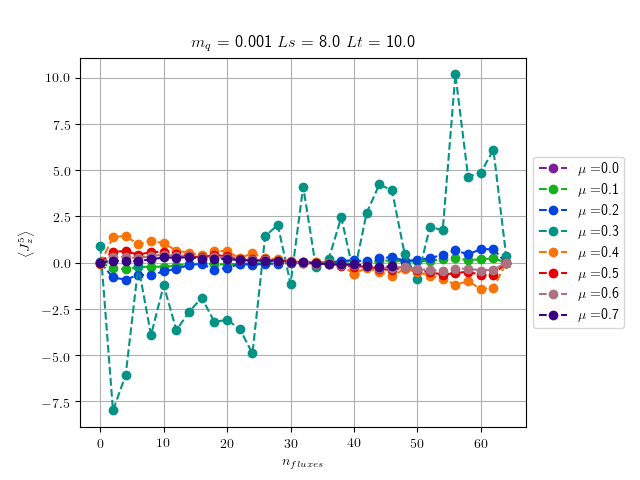 m_q = 0.001 Ls = 8.0 Lt = 10.0
10.0
7.5
5.0
2.5
0.0
−2.5
−5.0
−7.5
⟨J_z^5⟩
0 10 20 30 40 50 60
n_fluxes
μ =0.0
μ =0.1
μ =0.2
μ =0.3
μ =0.4
μ =0.5
μ =0.6
μ =0.7